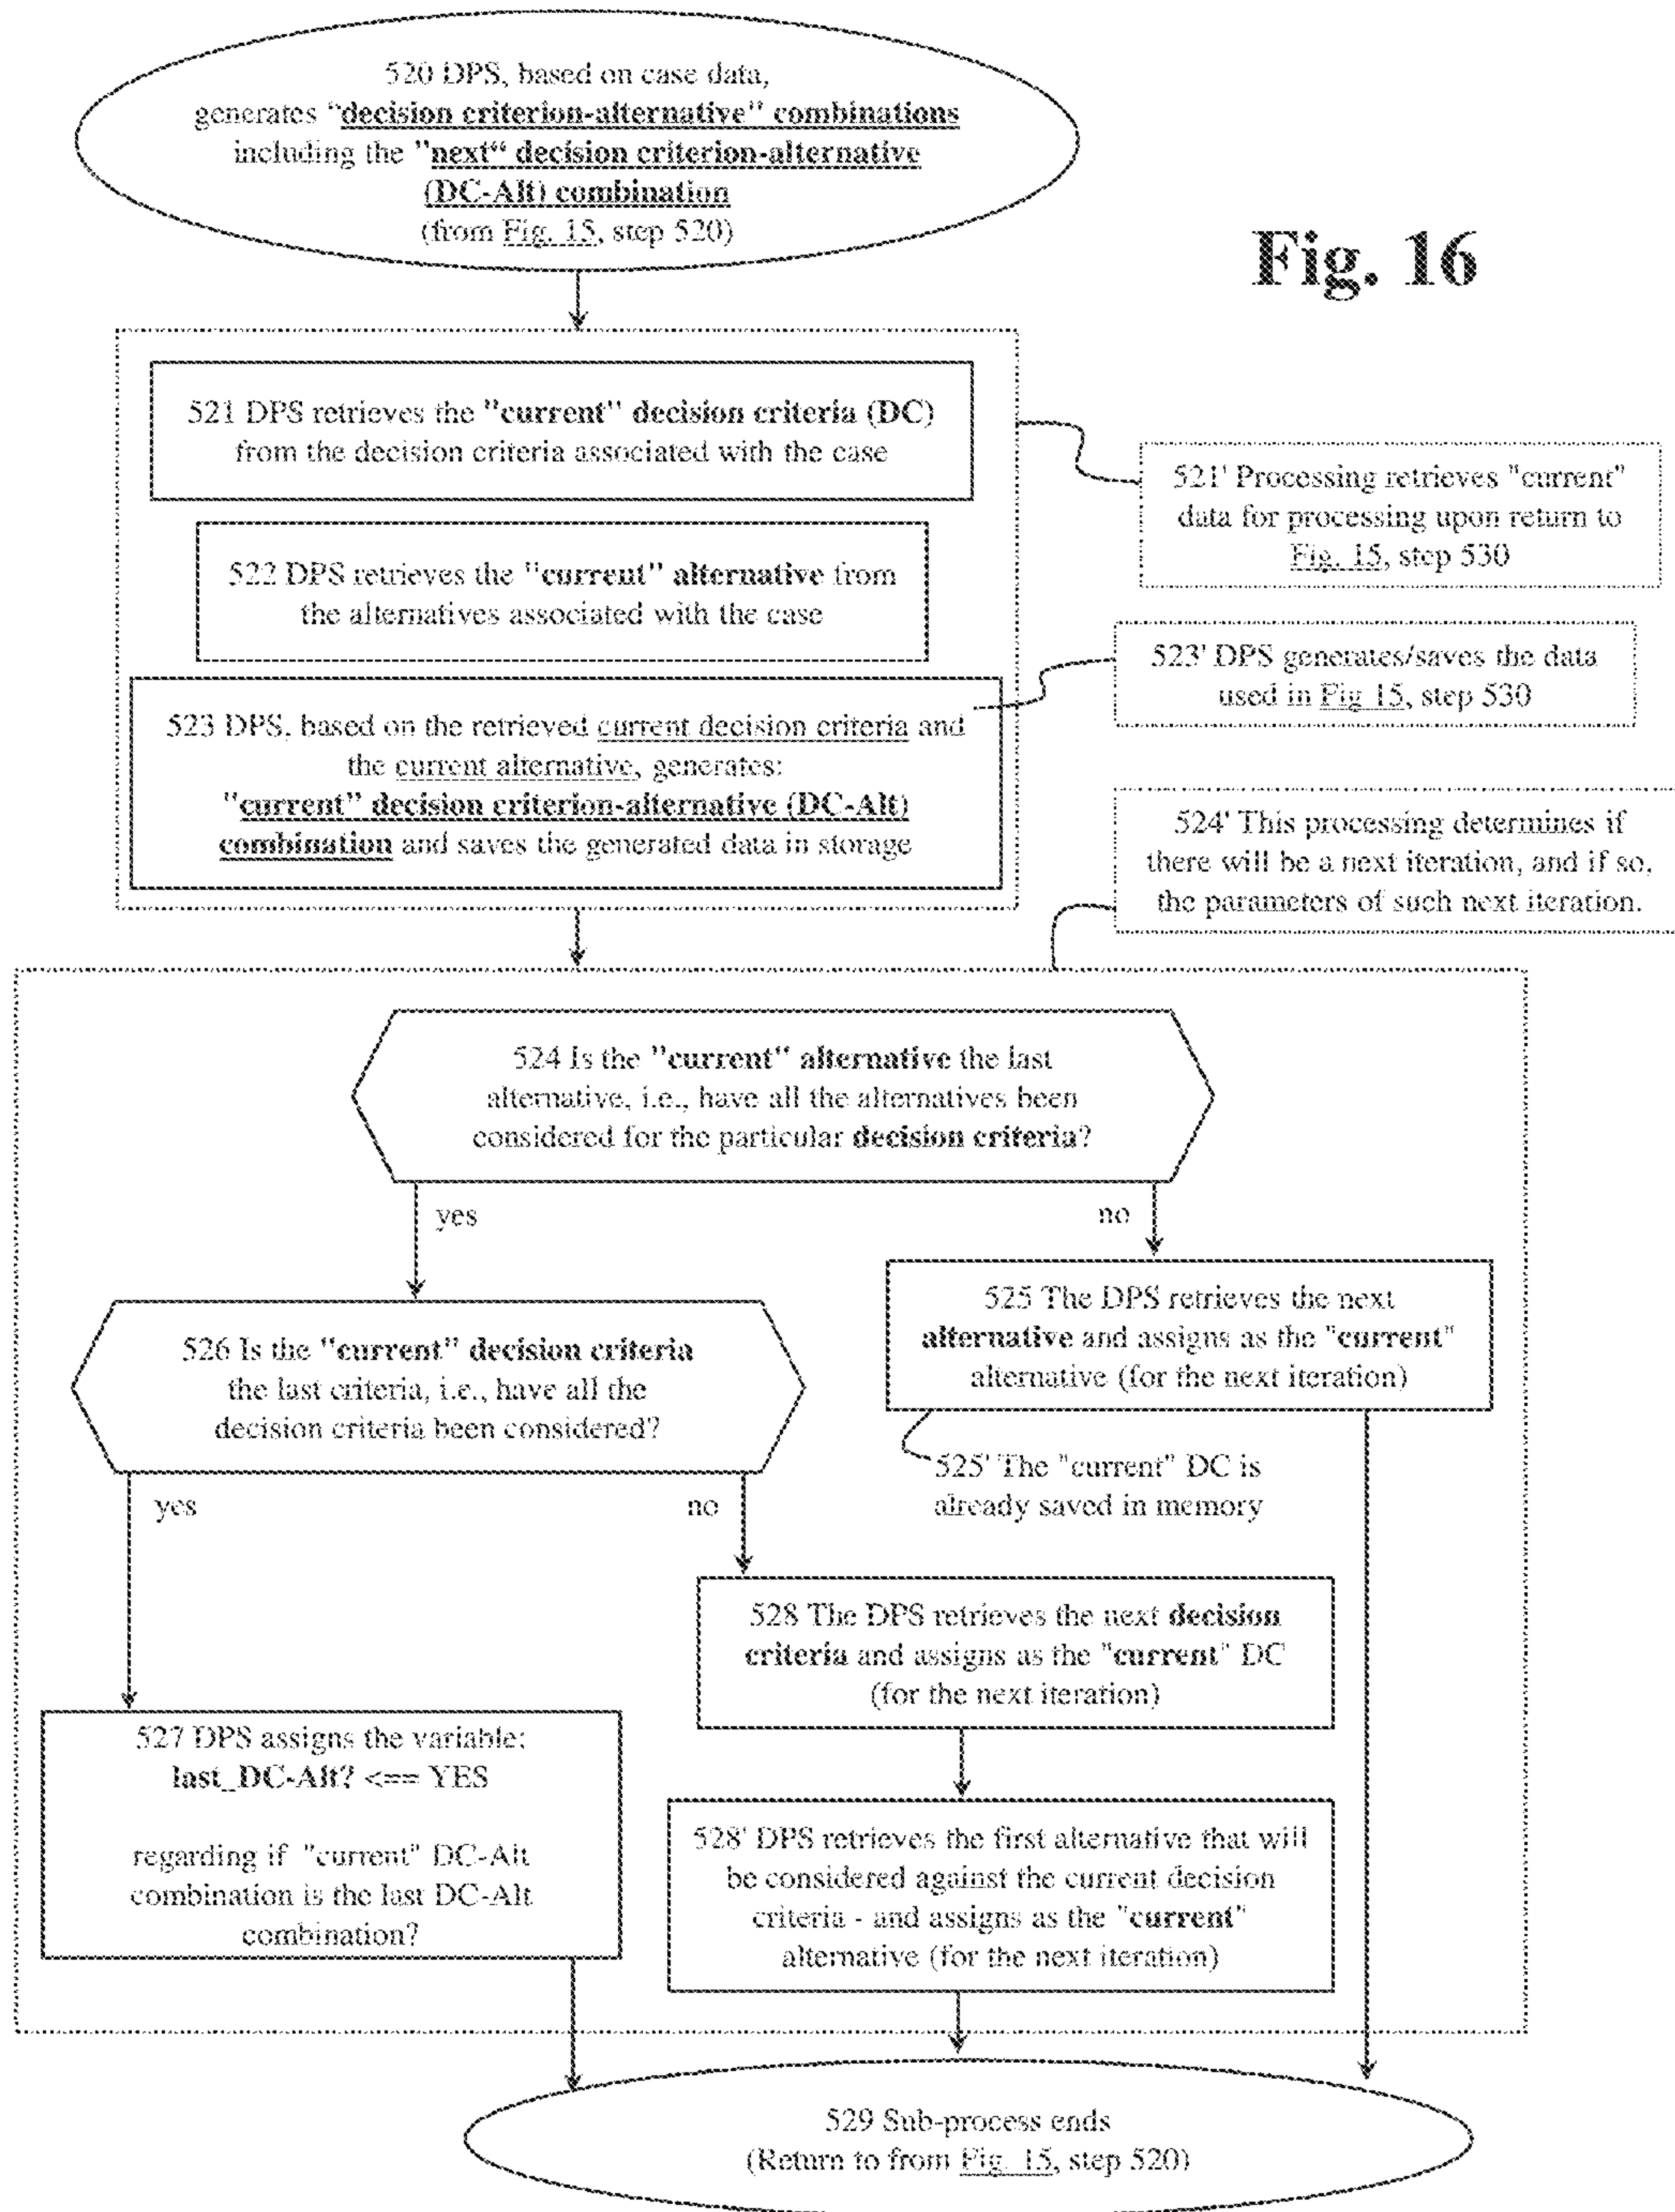 520 DPS, based on case data,
generates "decision criterion-alternative" combinations
including the "next" decision criterion-alternative
(DC-Alt) combination
(from Fig. 15, step 520)
Fig. 16
521 DPS retrieves the "current" decision criteria (DC)
from the decision criteria associated with the case
521' Processing retrieves "current"
data for processing upon return to
Fig. 15, step 530
522 DPS retrieves the "current" alternative from
the alternatives associated with the case
523' DPS generates/saves the data
used in Fig 15, step 530
523 DPS, based on the retrieved current decision criteria and
the current alternative, generates:
"current" decision criterion-alternative (DC-Alt)
combination and saves the generated data in storage
524' This processing determines if
there will be a next iteration, and if so,
the parameters of such next iteration.
524 Is the "current" alternative the last
alternative, i.e., have all the alternatives been
considered for the particular decision criteria?
yes
no
525 The DPS retrieves the next
alternative and assigns as the "current"
alternative (for the next iteration)
526 Is the "current" decision criteria
the last criteria, i.e., have all the
decision criteria been considered?
525' The "current" DC is
already saved in memory
yes
no
528 The DPS retrieves the next decision
criteria and assigns as the "current" DC
(for the next iteration)
527 DPS assigns the variable:
last_DC-Alt? <== YES
regarding if "current" DC-Alt
combination is the last DC-Alt
combination?
528' DPS retrieves the first alternative that will
be considered against the current decision
criteria - and assigns as the "current"
alternative (for the next iteration)
529 Sub-process ends
(Return to from Fig. 15, step 520)